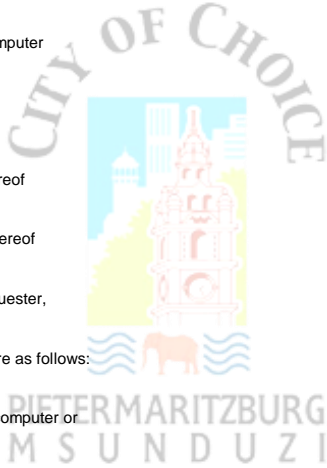 CITY OF CHOICE
mputer
reof
ereof
uester,
re as follows:
omputer or
PIETERMARITZBURG
MSUNDUZI